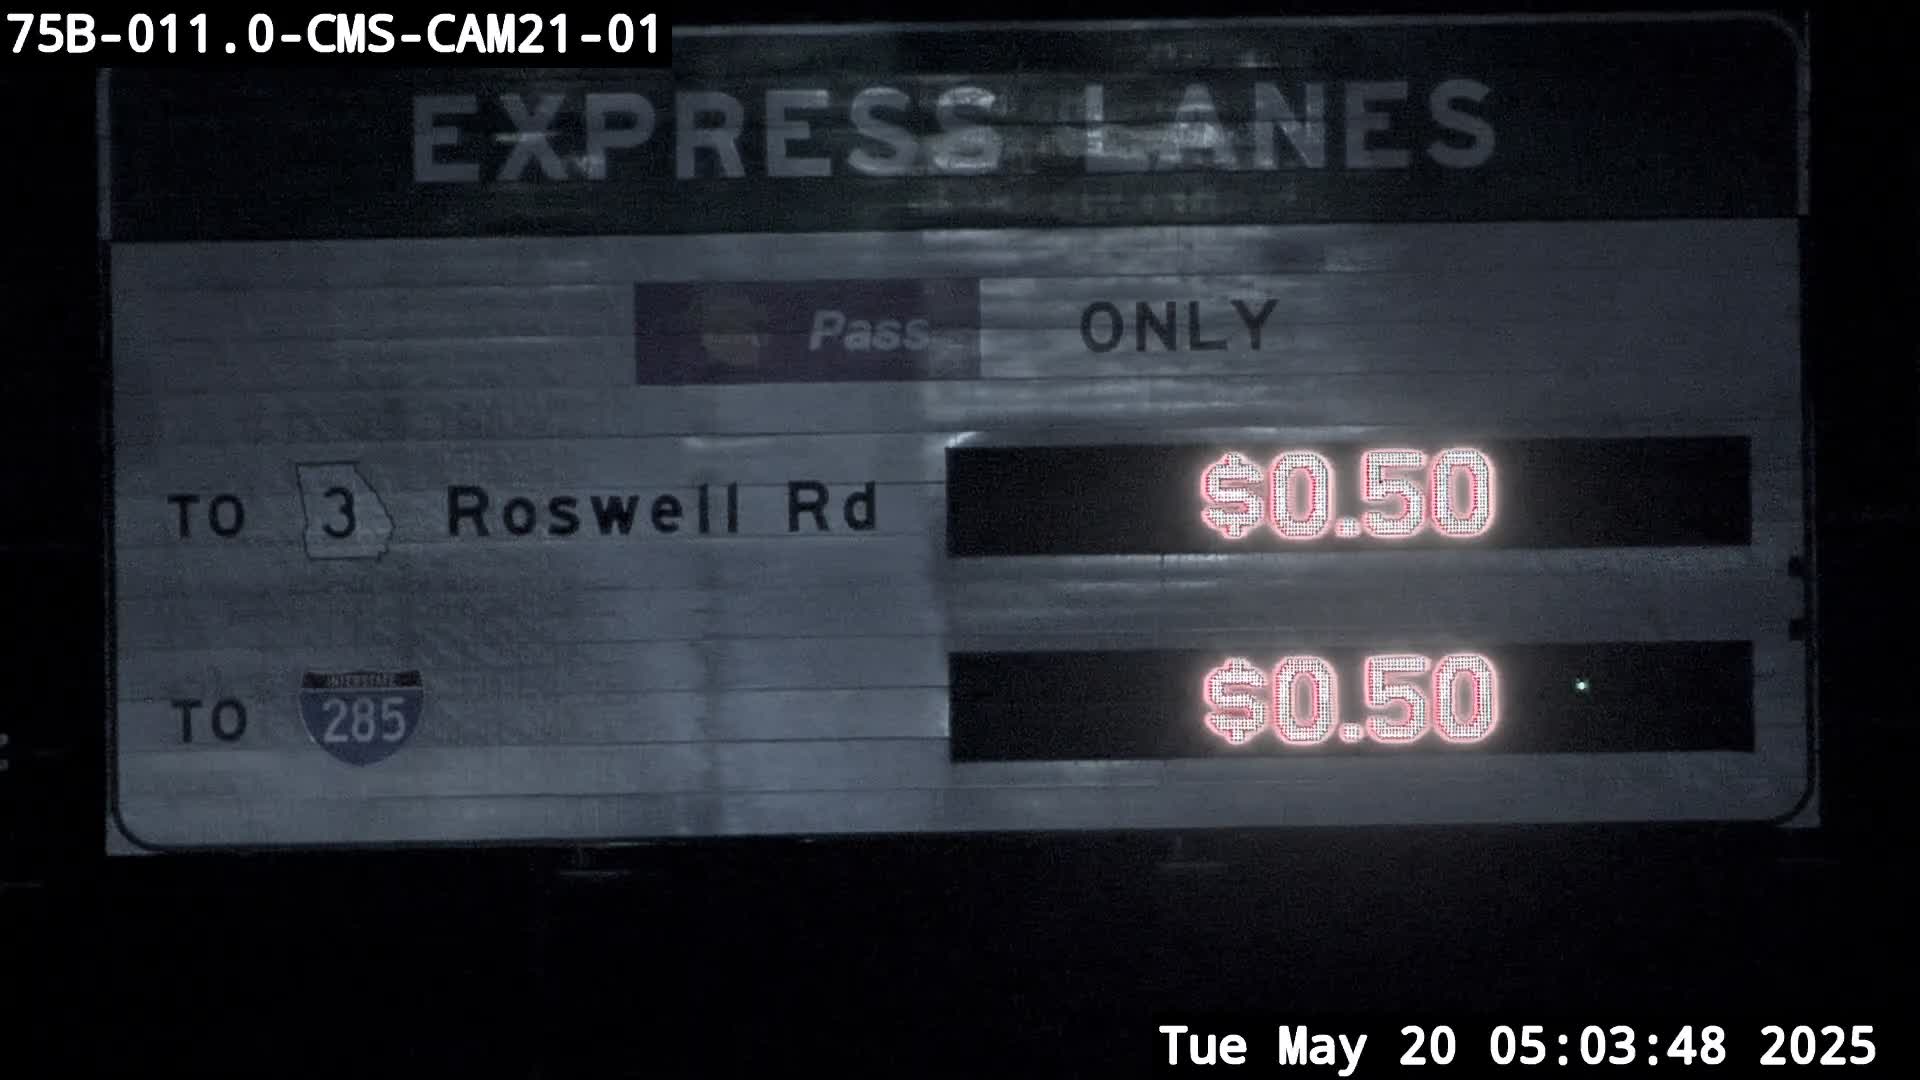 75B-011.0-CMS-CAM21-01
EXPRESS LANES
Pass ONLY
TO 3 Roswell Rd $0.50
INTERSTATE
TO 285 $0.50
Tue May 20 05:03:48 2025